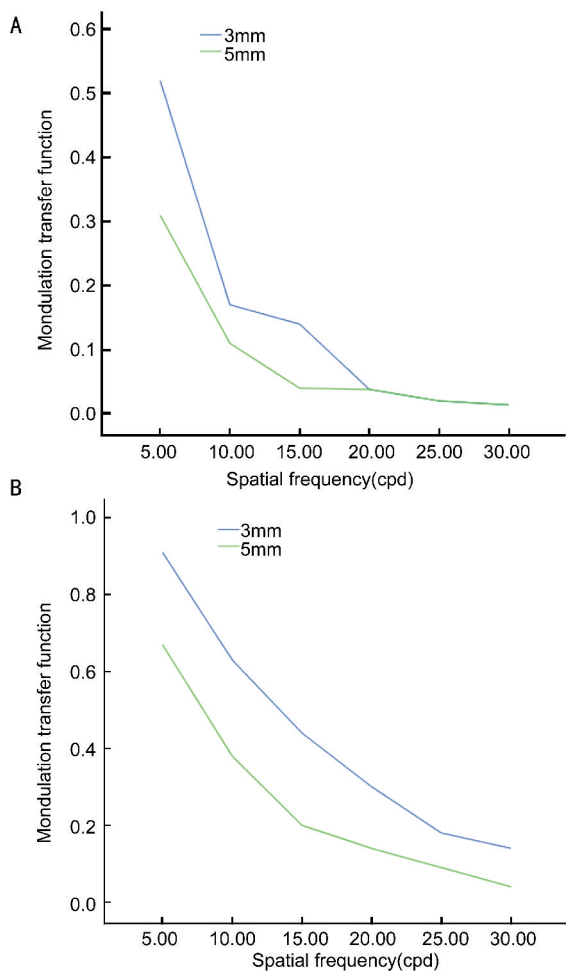 A
3mm
5mm
0.6
0.5
0.4
0.3
0.2
0.1
0.0
Mondulation transfer function
5.00 10.00 15.00 20.00 25.00 30.00
Spatial frequency(cpd)
B
3mm
5mm
1.0
0.8
0.6
0.4
0.2
0.0
Mondulation transfer function
5.00 10.00 15.00 20.00 25.00 30.00
Spatial frequency(cpd)